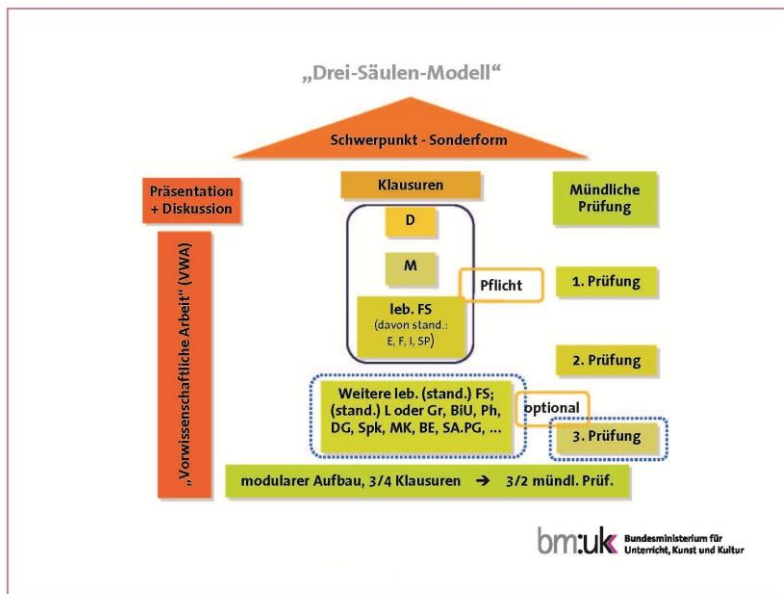 „Drei-Säulen-Modell“
Schwerpunkt - Sonderform
Präsentation
+ Diskussion
„Vorwissenschaftliche Arbeit“ (VWA)
Klausuren
D
M
leb. FS
(davon stand.:
E, F, I, SP)
Pflicht
Weitere leb. (stand.) FS;
(stand.) L oder Gr, BiU, Ph,
DG, Spk, MK, BE, SA.PG, ...
optional
Mündliche
Prüfung
1. Prüfung
2. Prüfung
3. Prüfung
modularer Aufbau, 3/4 Klausuren → 3/2 mündl. Prüf.
bm:uk
Bundesministerium für
Unterricht, Kunst und Kultur